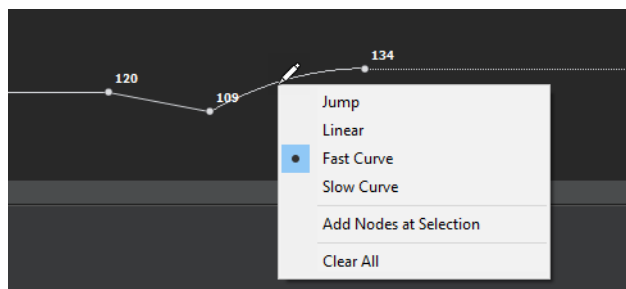 134
120
109
Jump
Linear
Fast Curve
Slow Curve
Add Nodes at Selection
Clear All